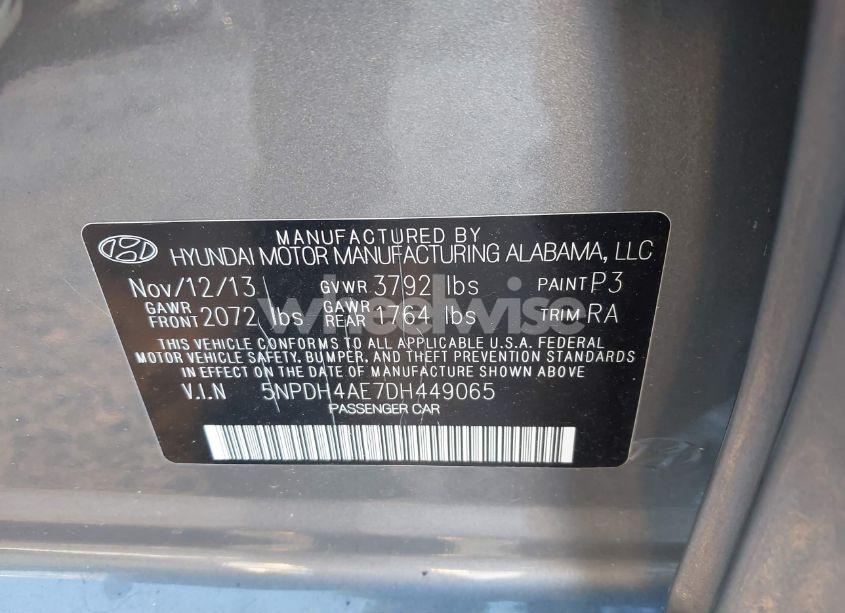 MANUFACTURED BY
HYUNDAI MOTOR MANUFACTURING ALABAMA, LLC
Nov/12/13 GVWR 3792 lbs PAINT P3
GAWR FRONT 2072 lbs GAWR REAR 1764 lbs TRIM RA
THIS VEHICLE CONFORMS TO ALL APPLICABLE U.S.A. FEDERAL
MOTOR VEHICLE SAFETY, BUMPER, AND THEFT PREVENTION STANDARDS
IN EFFECT ON THE DATE OF MANUFACTURE SHOWN ABOVE
V.I.N 5NPDH4AE7DH449065
PASSENGER CAR
wheelwise